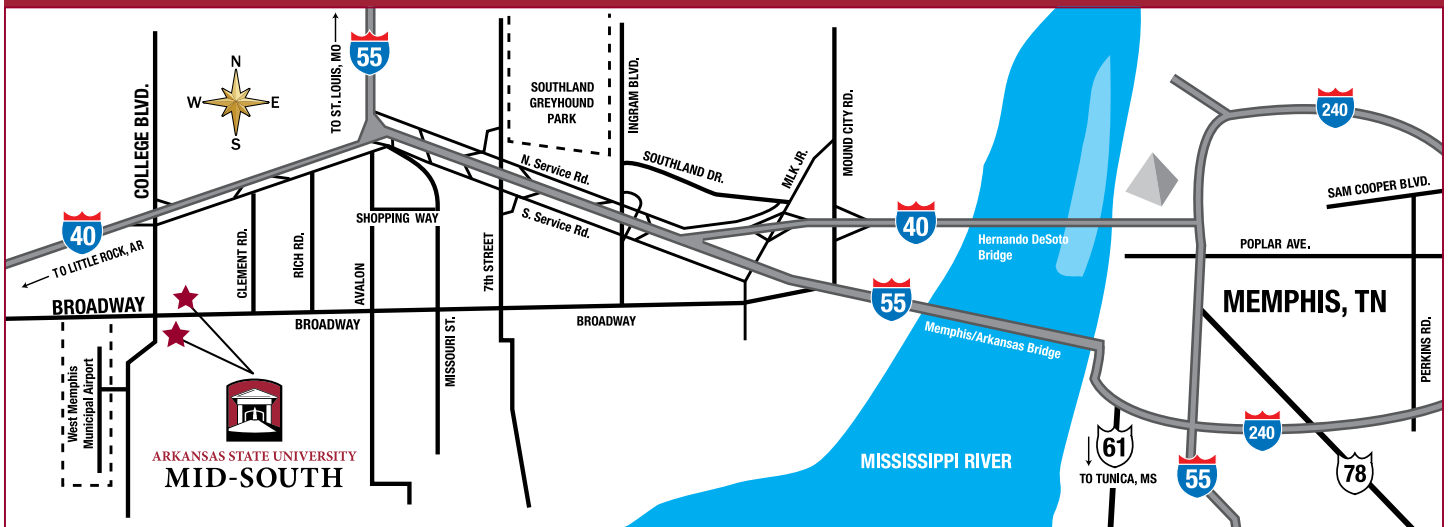 COLLEGE BLVD.
N
W
E
S
TO ST. LOUIS, MO
55
SOUTHLAND
GREYHOUND
PARK
INGRAM BLVD.
MOUND CITY RD.
240
N. Service Rd.
SOUTHLAND DR.
MLK JR.
SAM COOPER BLVD.
SHOPPING WAY
S. Service Rd.
40
TO LITTLE ROCK, AR
40
Hernando DeSoto
Bridge
POPLAR AVE.
CLEMENT RD.
RICH RD.
AVALON
7th STREET
BROADWAY
BROADWAY
BROADWAY
55
MEMPHIS, TN
Memphis/Arkansas Bridge
MISSOURI ST.
PERKINS RD.
West Memphis
Municipal Airport
ARKANSAS STATE UNIVERSITY
MID-SOUTH
MISSISSIPPI RIVER
61
TO TUNICA, MS
240
55
78